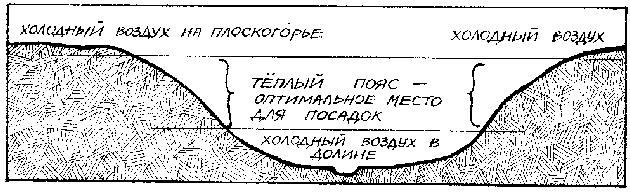 ХОЛОДНЫЙ ВОЗДУХ НА ПЛОСКОГОРЬЕ
ХОЛОДНЫЙ ВОЗДУХ
ТЁПЛЫЙ ПОЯС —
ОПТИМАЛЬНОЕ МЕСТО
ДЛЯ ПОСАДОК
ХОЛОДНЫЙ ВОЗДУХ В
ДОЛИНЕ